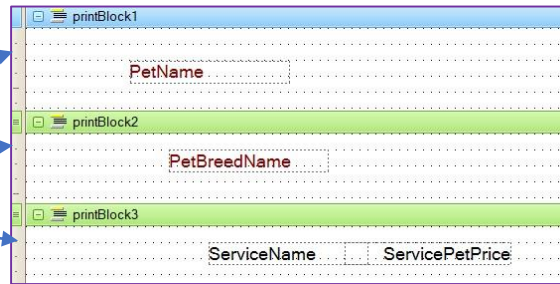 printBlock1
PetName
printBlock2
PetBreedName
printBlock3
ServiceName ServicePetPrice